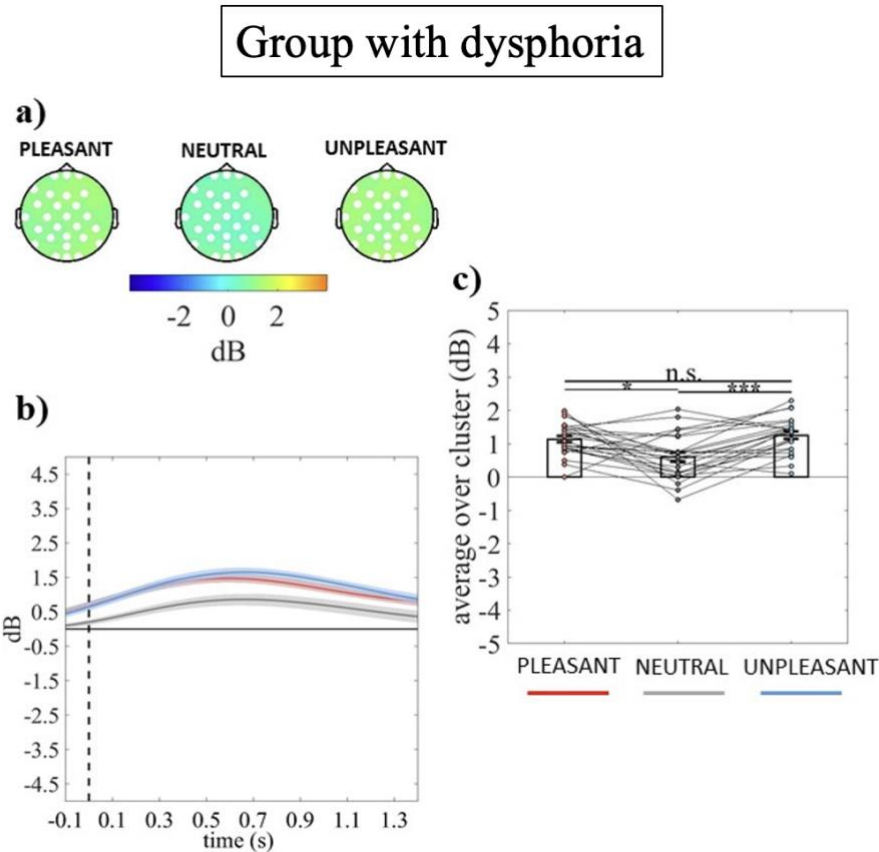 Group with dysphoria
a)
PLEASANT NEUTRAL UNPLEASANT
-2 0 2
dB
b)
4.5
3.5
2.5
1.5
0.5
-0.5
-1.5
-2.5
-3.5
-4.5
dB
-0.1 0.1 0.3 0.5 0.7 0.9 1.1 1.3
time (s)
c)
5
4
3
2
1
0
-1
-2
-3
-4
-5
average over cluster (dB)
n.s.
* ***
PLEASANT NEUTRAL UNPLEASANT